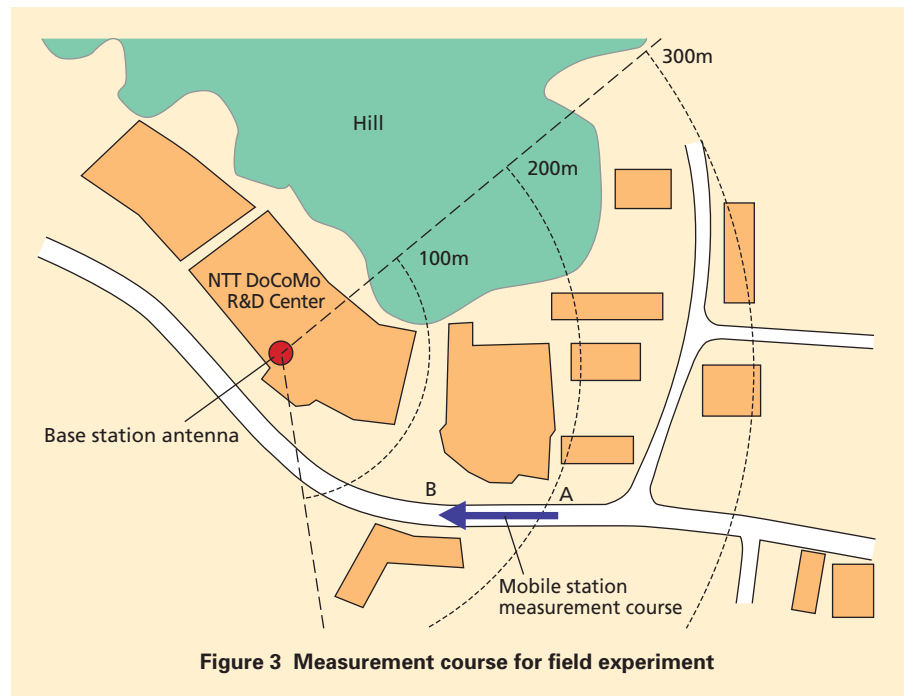 300m
Hill
200m
100m
NTT DoCoMo
R&D Center
Base station antenna
B
A
Mobile station
measurement course
Figure 3 Measurement course for field experiment